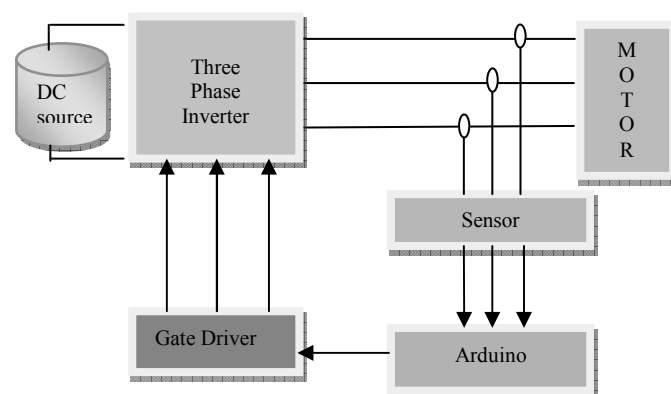 DC
source
Three
Phase
Inverter
M
O
T
O
R
Sensor
Gate Driver
Arduino